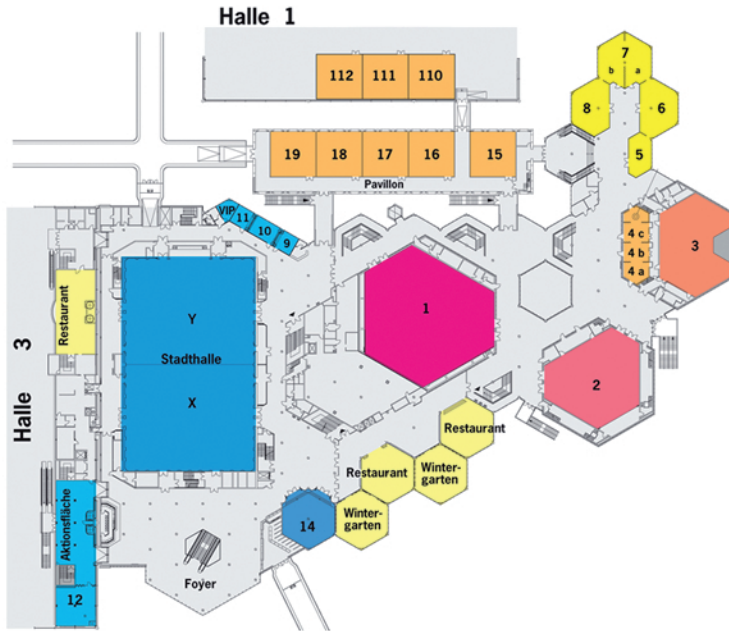 Halle 1
112
111
110
7
b
a
8
6
5
19
18
17
16
15
Pavillon
VIP
11
10
9
4 c
4 b
4 a
3
Restaurant
Y
Stadthalle
X
1
2
Halle 3
Restaurant
Restaurant
Winter-
garten
Winter-
garten
14
Aktionsfläche
12
Foyer